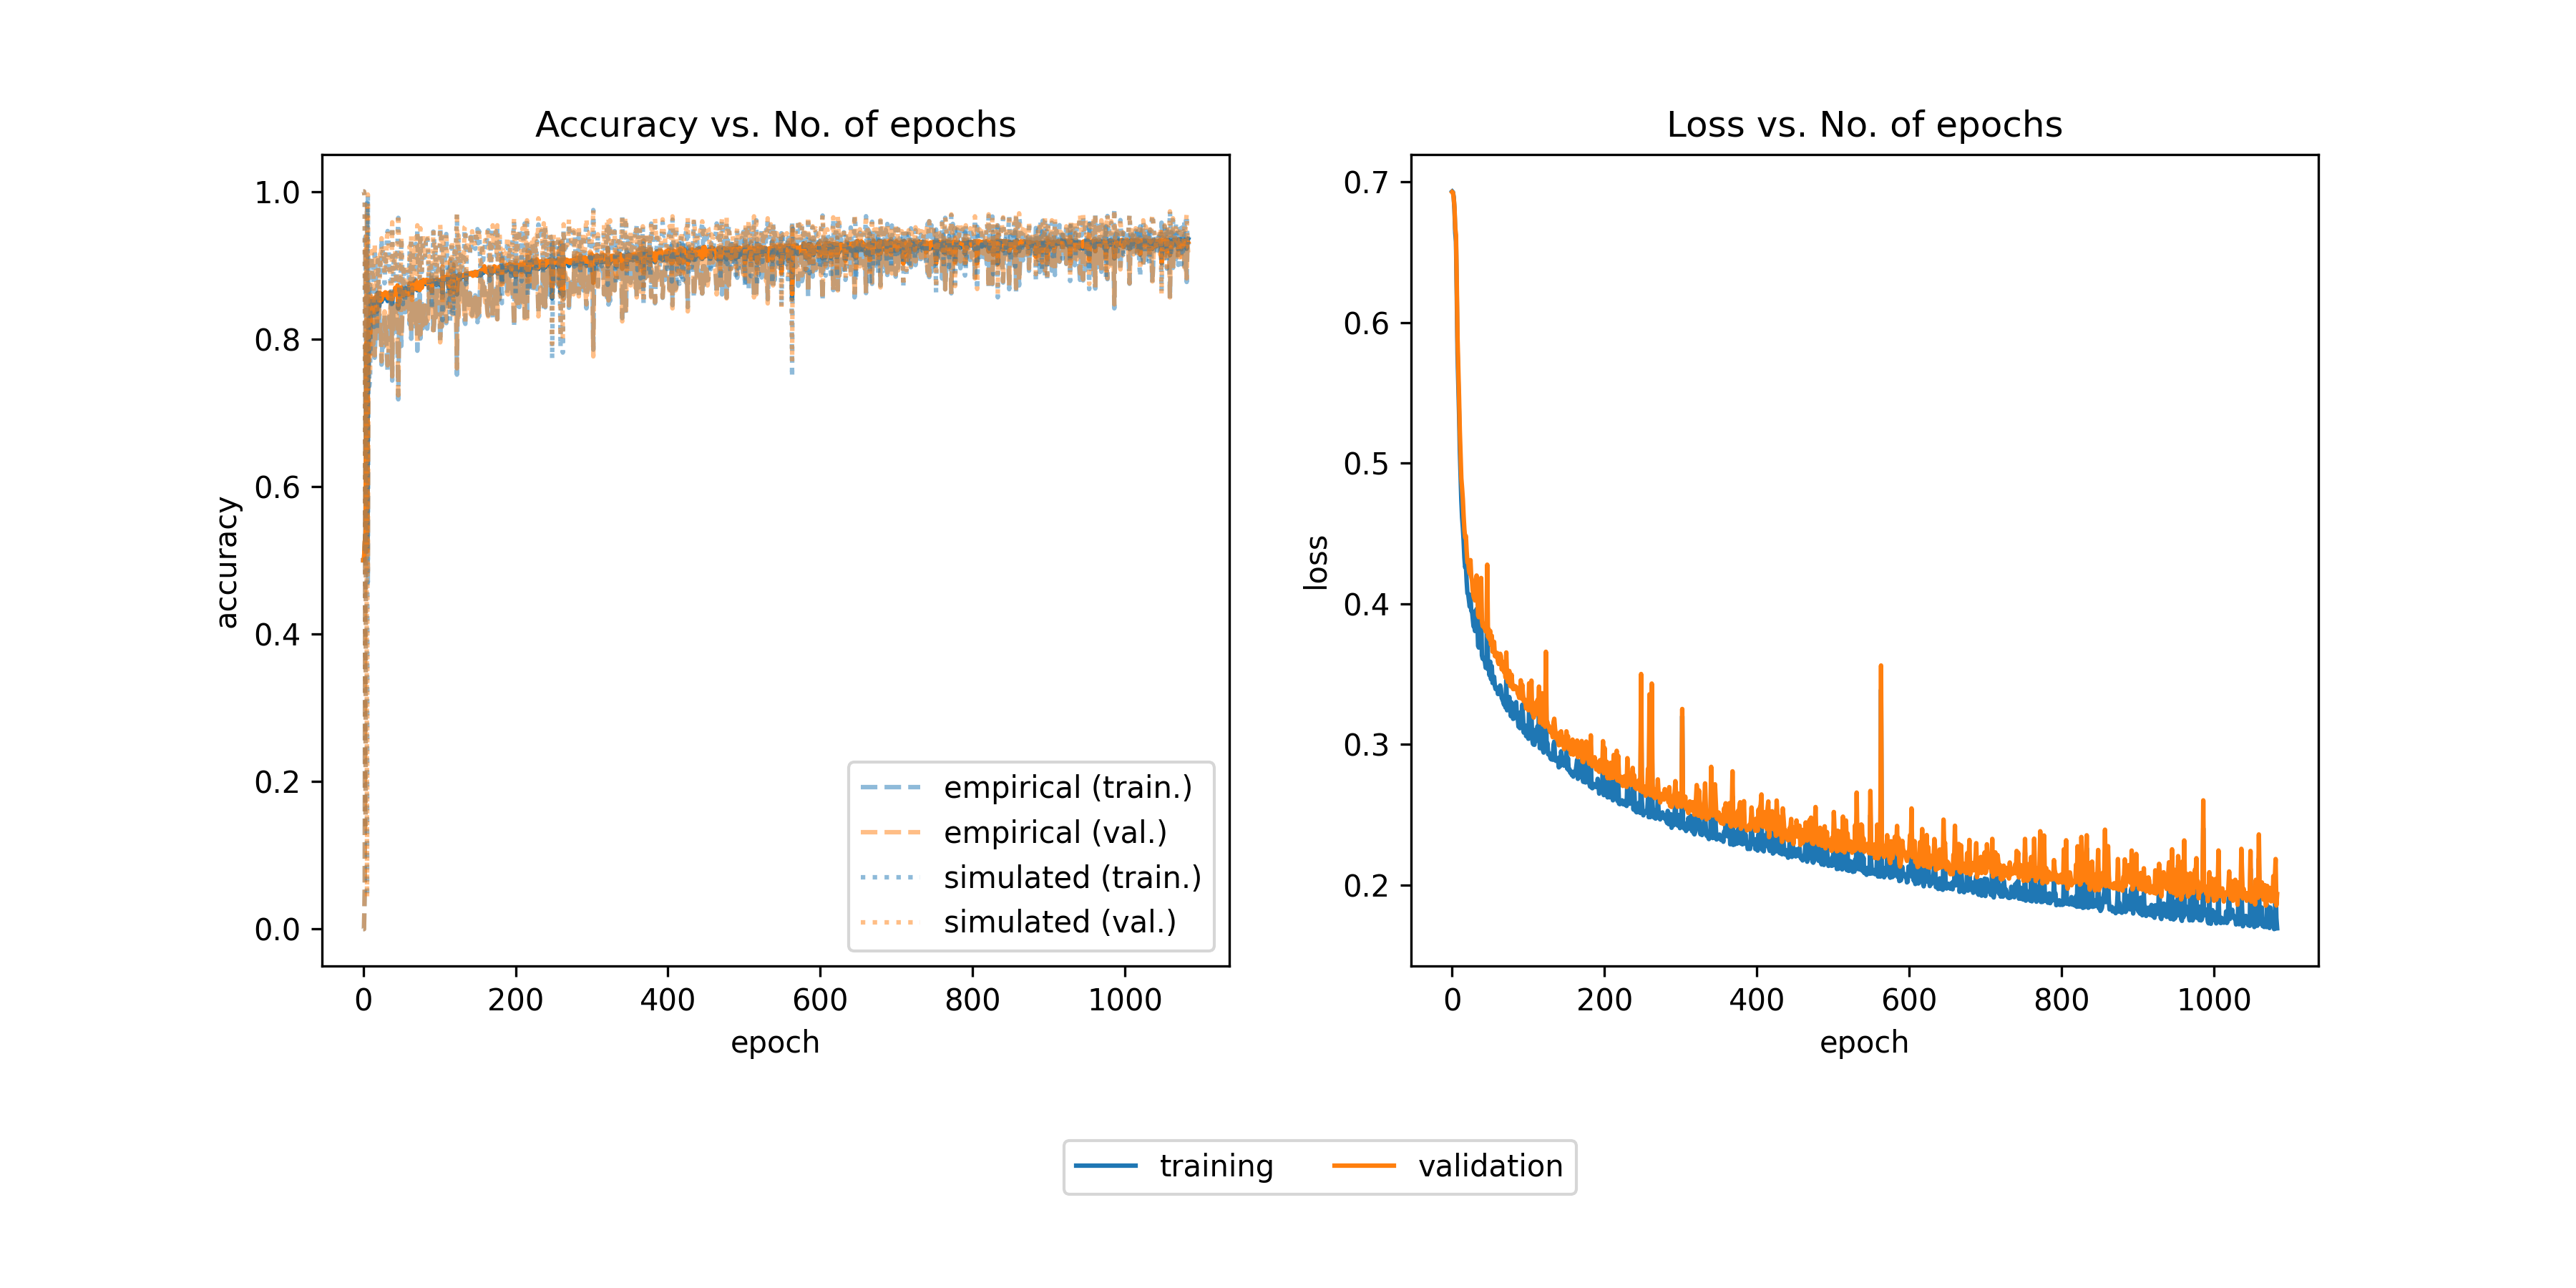 Accuracy vs. No. of epochs
1.0
0.8
0.6
0.4
0.2
0.0
accuracy
0 200 400 600 800 1000
epoch
empirical (train.)
empirical (val.)
simulated (train.)
simulated (val.)
Loss vs. No. of epochs
0.7
0.6
0.5
0.4
0.3
0.2
loss
0 200 400 600 800 1000
epoch
training validation